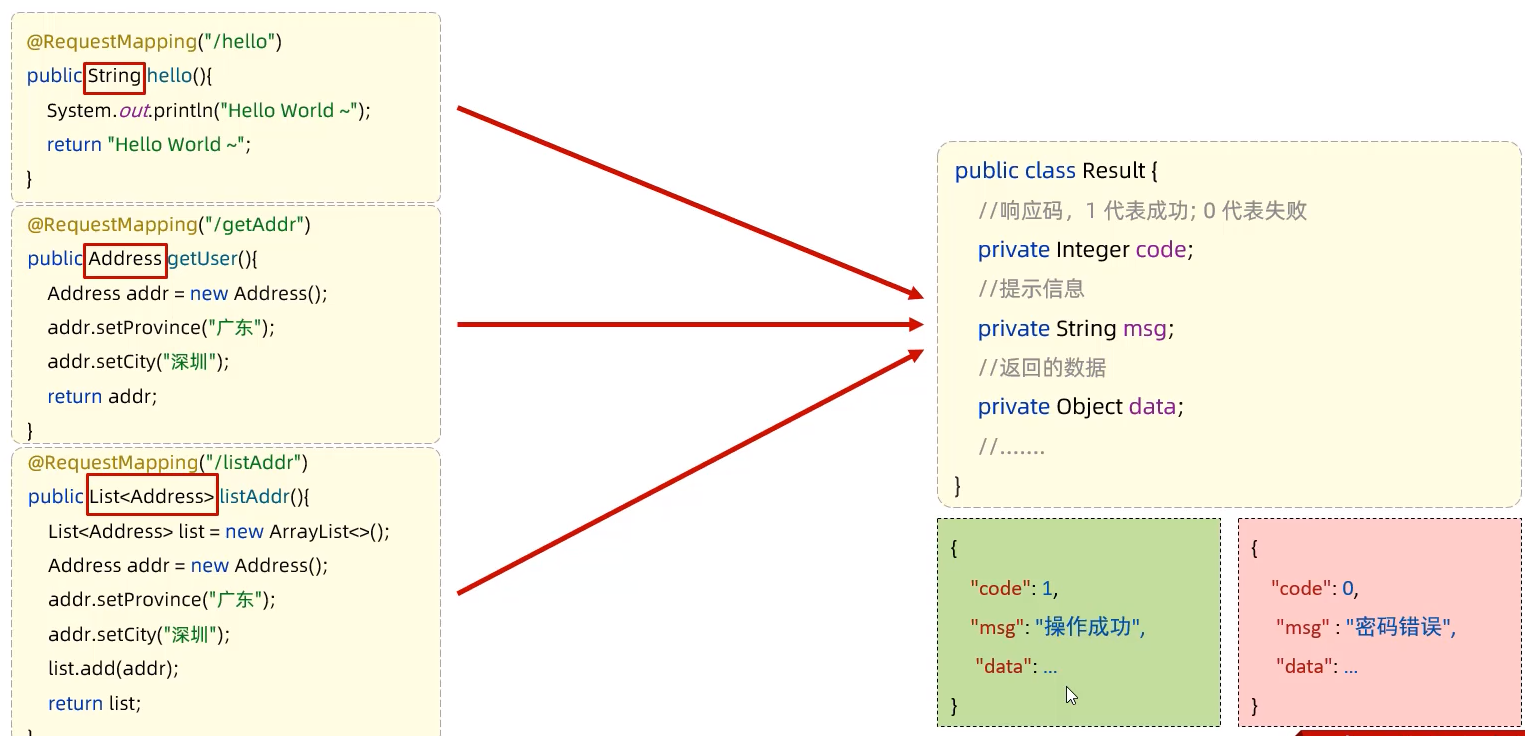 @RequestMapping("/hello")
public String hello(){
System.out.println("Hello World ~");
return "Hello World ~";
}
@RequestMapping("/getAddr")
public Address getUser(){
Address addr = new Address();
addr.setProvince("广东");
addr.setCity("深圳");
return addr;
}
@RequestMapping("/listAddr")
public List<Address> listAddr(){
List<Address> list = new ArrayList<>();
Address addr = new Address();
addr.setProvince("广东");
addr.setCity("深圳");
list.add(addr);
return list;
}
public class Result {
//响应码，1 代表成功; 0 代表失败
private Integer code;
//提示信息
private String msg;
//返回的数据
private Object data;
//.......
}
{
"code": 1,
"msg": "操作成功",
"data": ...
}
{
"code": 0,
"msg" : "密码错误",
"data": ...
}